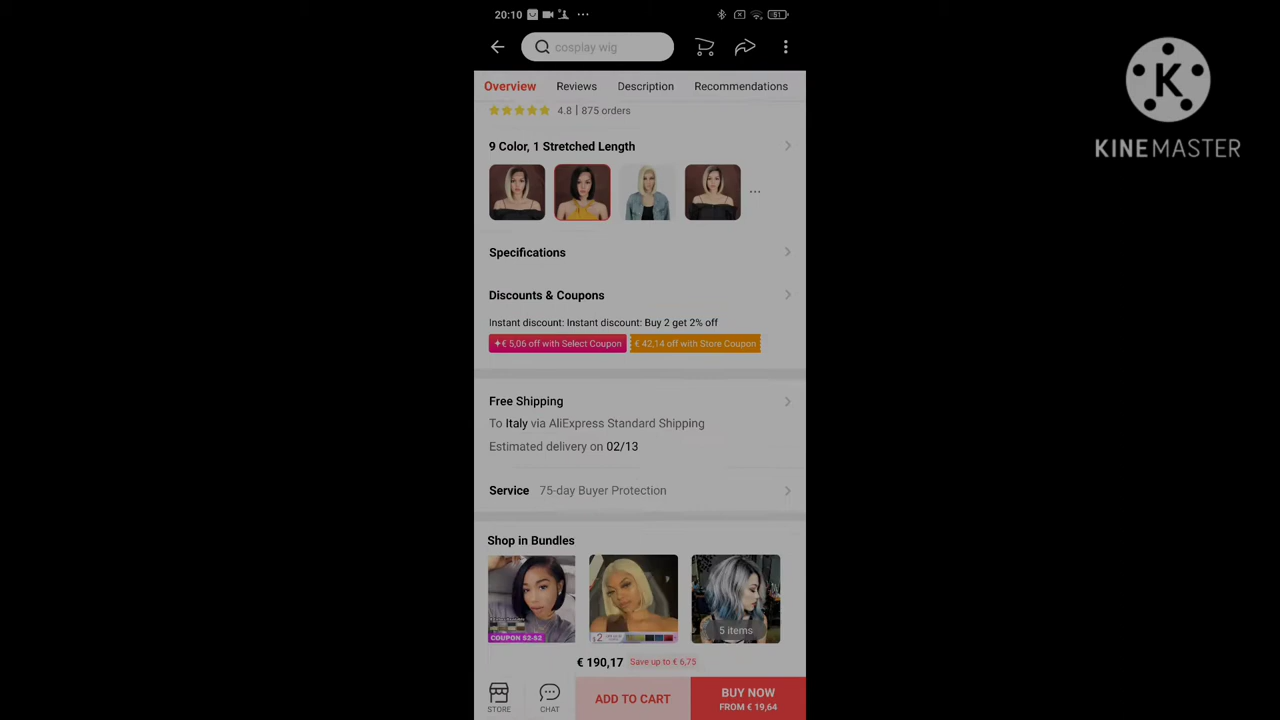 20:10
51
cosplay wig
K
KINEMASTER
Overview Reviews Description Recommendations
4.8 | 875 orders
9 Color, 1 Stretched Length
...
Specifications
Discounts & Coupons
Instant discount: Instant discount: Buy 2 get 2% off
€ 5,06 off with Select Coupon € 42,14 off with Store Coupon
Free Shipping
To Italy via AliExpress Standard Shipping
Estimated delivery on 02/13
Service 75-day Buyer Protection
Shop in Bundles
COUPON 52-52
5 items
€ 190,17 Save up to € 6,75
STORE CHAT ADD TO CART BUY NOW
FROM € 19,64